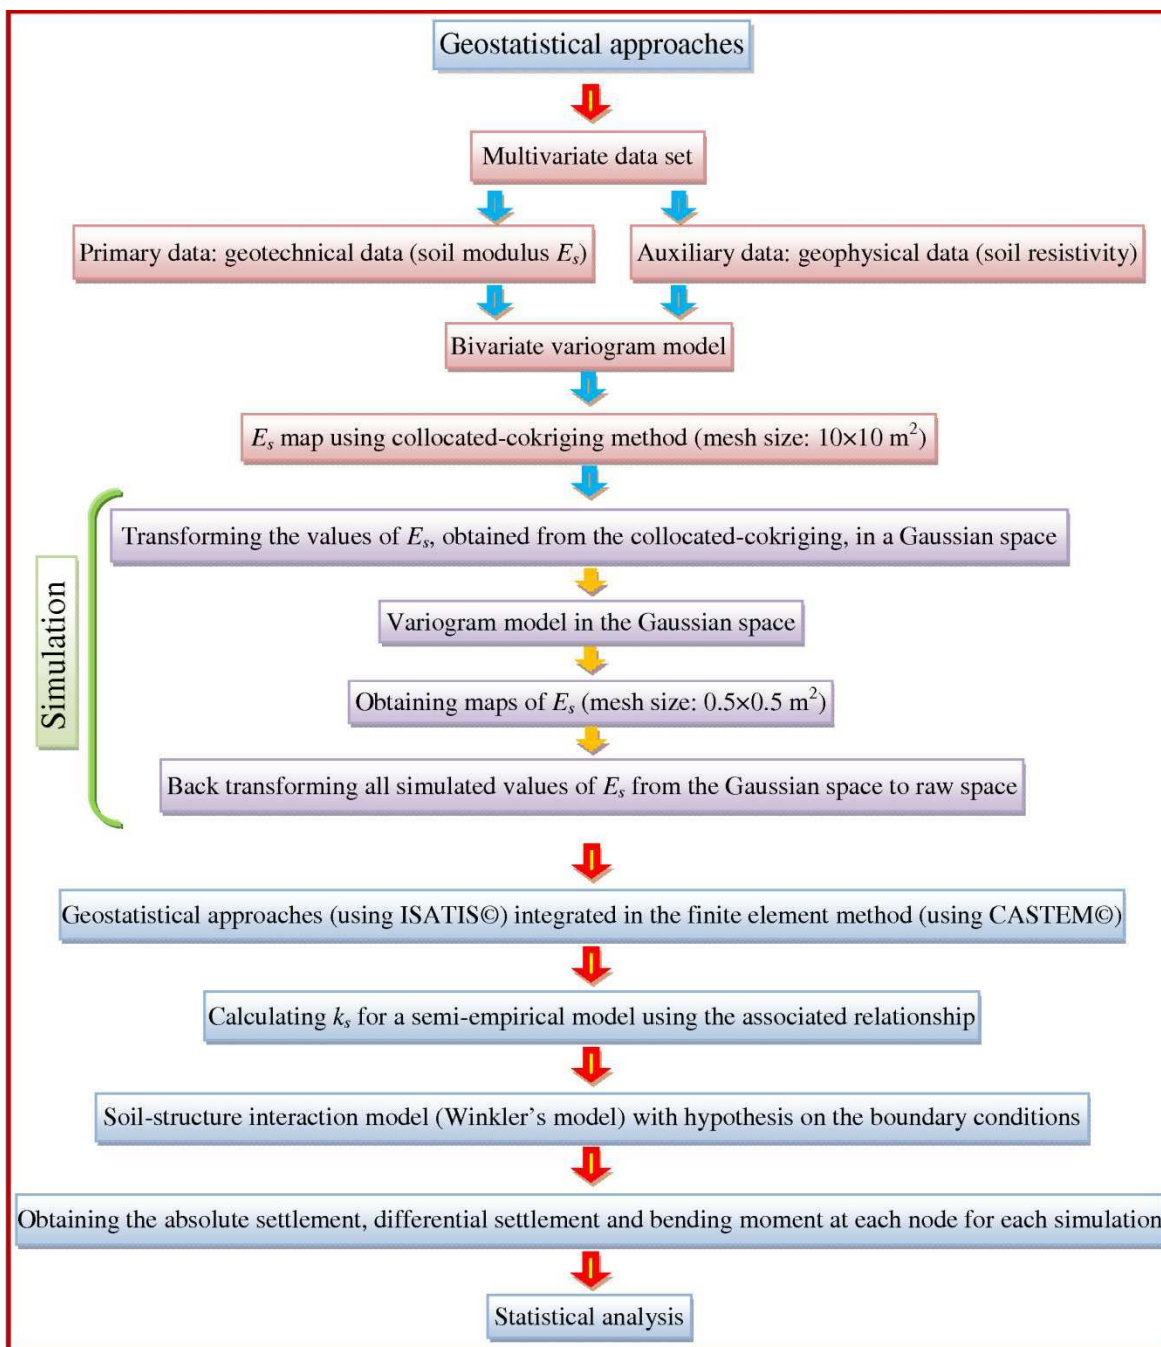 Geostatistical approaches
Multivariate data set
Primary data: geotechnical data (soil modulus Es)
Auxiliary data: geophysical data (soil resistivity)
Bivariate variogram model
Es map using collocated-cokriging method (mesh size: 10×10 m²)
Simulation
Transforming the values of Es, obtained from the collocated-cokriging, in a Gaussian space
Variogram model in the Gaussian space
Obtaining maps of Es (mesh size: 0.5×0.5 m²)
Back transforming all simulated values of Es from the Gaussian space to raw space
Geostatistical approaches (using ISATIS©) integrated in the finite element method (using CASTEM©)
Calculating ks for a semi-empirical model using the associated relationship
Soil-structure interaction model (Winkler's model) with hypothesis on the boundary conditions
Obtaining the absolute settlement, differential settlement and bending moment at each node for each simulation
Statistical analysis